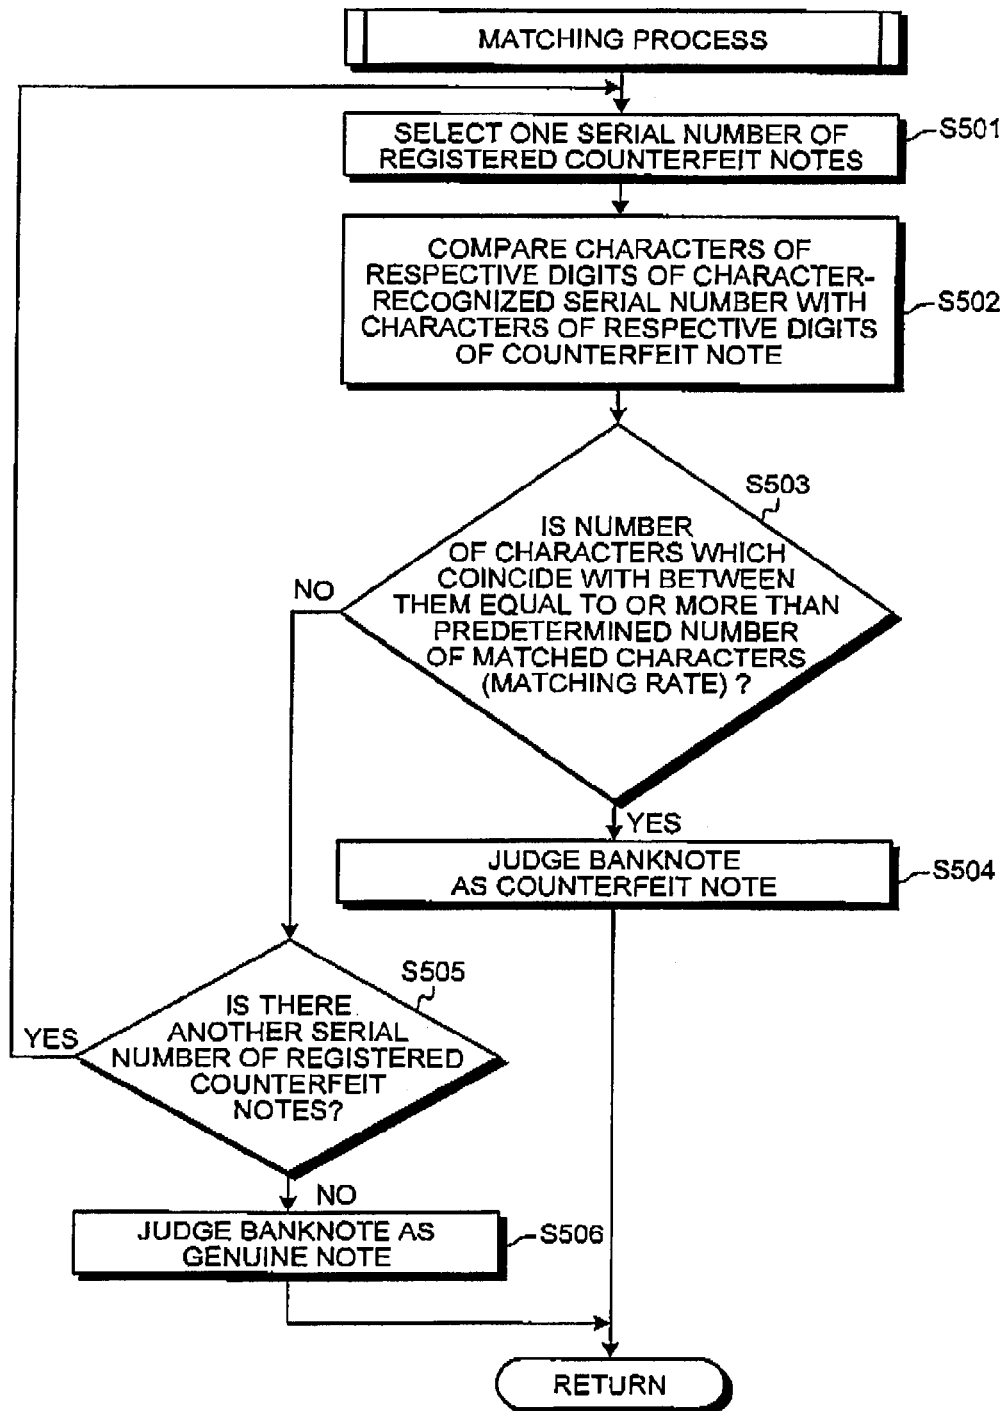 MATCHING PROCESS
SELECT ONE SERIAL NUMBER OF
REGISTERED COUNTERFEIT NOTES
S501
COMPARE CHARACTERS OF
RESPECTIVE DIGITS OF CHARACTER-
RECOGNIZED SERIAL NUMBER WITH
CHARACTERS OF RESPECTIVE DIGITS
OF COUNTERFEIT NOTE
S502
S503
IS NUMBER
OF CHARACTERS WHICH
COINCIDE WITH BETWEEN
THEM EQUAL TO OR MORE THAN
PREDETERMINED NUMBER
OF MATCHED CHARACTERS
(MATCHING RATE) ?
NO
YES
JUDGE BANKNOTE
AS COUNTERFEIT NOTE
S504
S505
IS THERE
ANOTHER SERIAL
NUMBER OF REGISTERED
COUNTERFEIT
NOTES?
YES
NO
JUDGE BANKNOTE AS
GENUINE NOTE
S506
RETURN